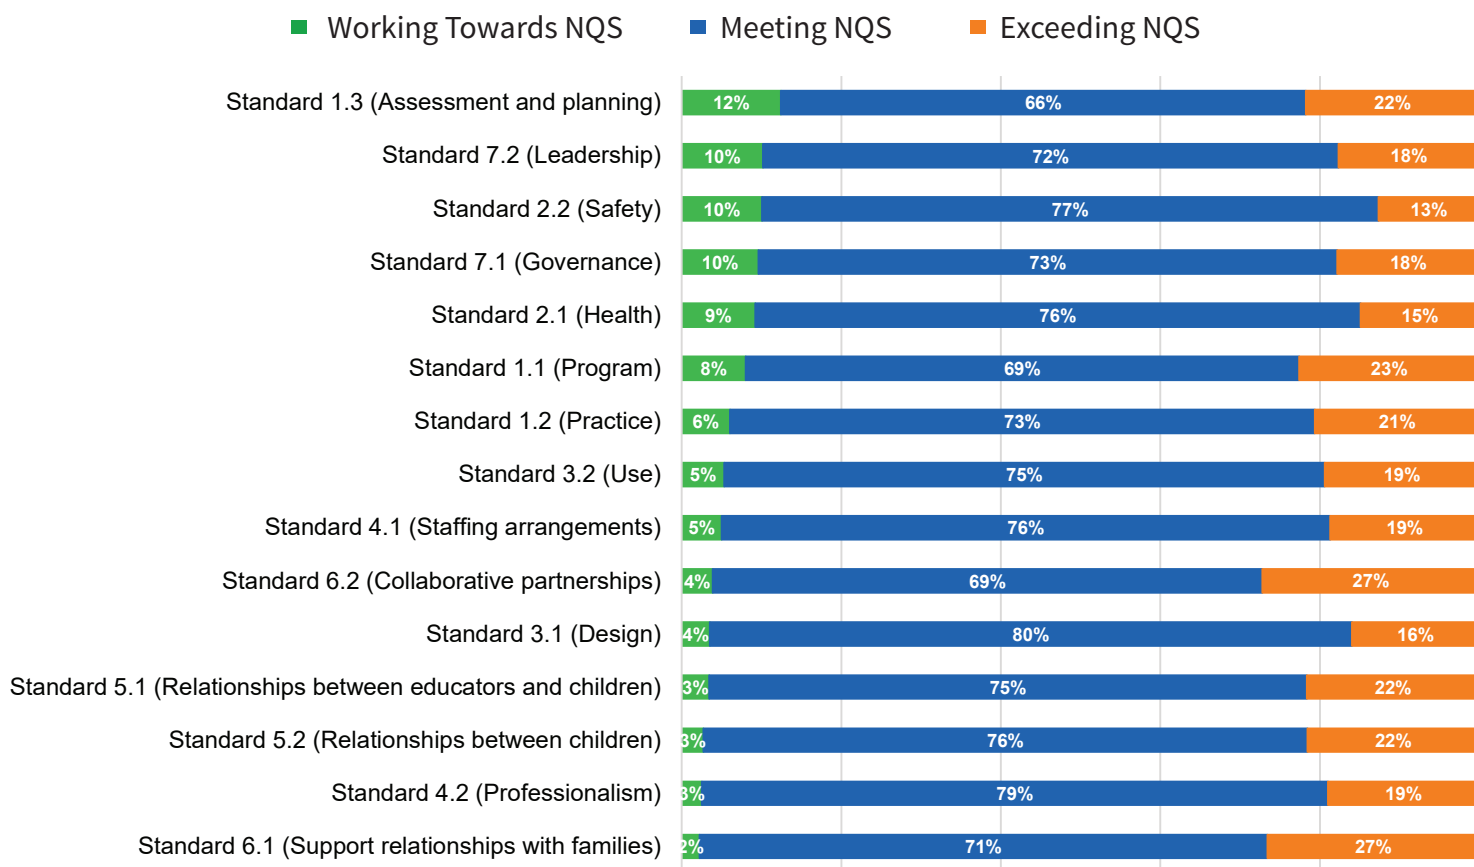 Working Towards NQS Meeting NQS Exceeding NQS
Standard 1.3 (Assessment and planning) 12% 66% 22%
Standard 7.2 (Leadership) 10% 72% 18%
Standard 2.2 (Safety) 10% 77% 13%
Standard 7.1 (Governance) 10% 73% 18%
Standard 2.1 (Health) 9% 76% 15%
Standard 1.1 (Program) 8% 69% 23%
Standard 1.2 (Practice) 6% 73% 21%
Standard 3.2 (Use) 5% 75% 19%
Standard 4.1 (Staffing arrangements) 5% 76% 19%
Standard 6.2 (Collaborative partnerships) 4% 69% 27%
Standard 3.1 (Design) 4% 80% 16%
Standard 5.1 (Relationships between educators and children) 3% 75% 22%
Standard 5.2 (Relationships between children) 3% 76% 22%
Standard 4.2 (Professionalism) 3% 79% 19%
Standard 6.1 (Support relationships with families) 2% 71% 27%